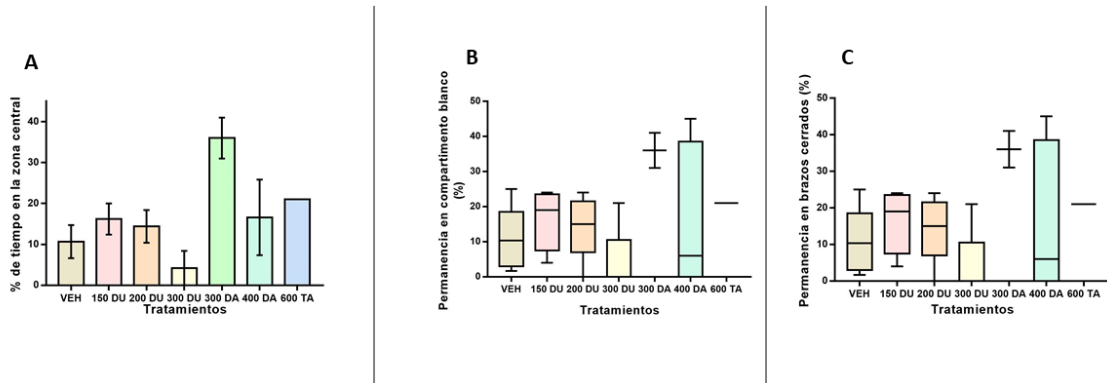 A
% de tiempo en la zona central
40
30
20
10
0
VEH 150 DU 200 DU 300 DU 300 DA 400 DA 600 TA
Tratamientos
B
Permanencia en compartimento blanco
(%)
50
40
30
20
10
0
VEH 150 DU 200 DU 300 DU 300 DA 400 DA 600 TA
Tratamientos
C
Permanencia en brazos cerrados (%)
50
40
30
20
10
0
VEH 150 DU 200 DU 300 DU 300 DA 400 DA 600 TA
Tratamientos